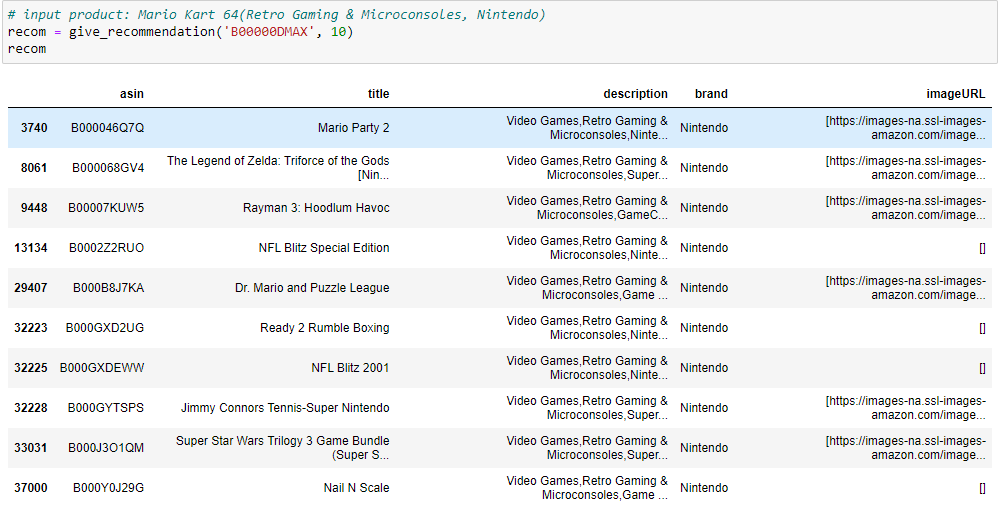 # input product: Mario Kart 64(Retro Gaming & Microconsoles, Nintendo)
recom = give_recommendation('B00000DMAX', 10)
recom
asin title description brand imageURL
3740 B000046Q7Q Mario Party 2 Video Games,Retro Gaming & Nintendo [https://images-na.ssl-images-
Microconsoles,Ninte... amazon.com/image...
8061 B000068GV4 The Legend of Zelda: Triforce of the Gods Video Games,Retro Gaming & Nintendo [https://images-na.ssl-images-
[Nin... Microconsoles,Super... amazon.com/image...
9448 B00007KUW5 Rayman 3: Hoodlum Havoc Video Games,Retro Gaming & Nintendo [https://images-na.ssl-images-
Microconsoles,GameC... amazon.com/image...
13134 B0002Z2RUO NFL Blitz Special Edition Video Games,Retro Gaming & Nintendo []
Microconsoles,Ninte...
29407 B000B8J7KA Dr. Mario and Puzzle League Video Games,Retro Gaming & Nintendo [https://images-na.ssl-images-
Microconsoles,Game ... amazon.com/image...
32223 B000GXD2UG Ready 2 Rumble Boxing Video Games,Retro Gaming & Nintendo []
Microconsoles,Ninte...
32225 B000GXDEWW NFL Blitz 2001 Video Games,Retro Gaming & Nintendo []
Microconsoles,Ninte...
32228 B000GYTSPS Jimmy Connors Tennis-Super Nintendo Video Games,Retro Gaming & Nintendo [https://images-na.ssl-images-
Microconsoles,Super... amazon.com/image...
33031 B000J3O1QM Super Star Wars Trilogy 3 Game Bundle Video Games,Retro Gaming & Nintendo [https://images-na.ssl-images-
(Super S... Microconsoles,Super... amazon.com/image...
37000 B000Y0J29G Nail N Scale Video Games,Retro Gaming & Nintendo []
Microconsoles,Game ...